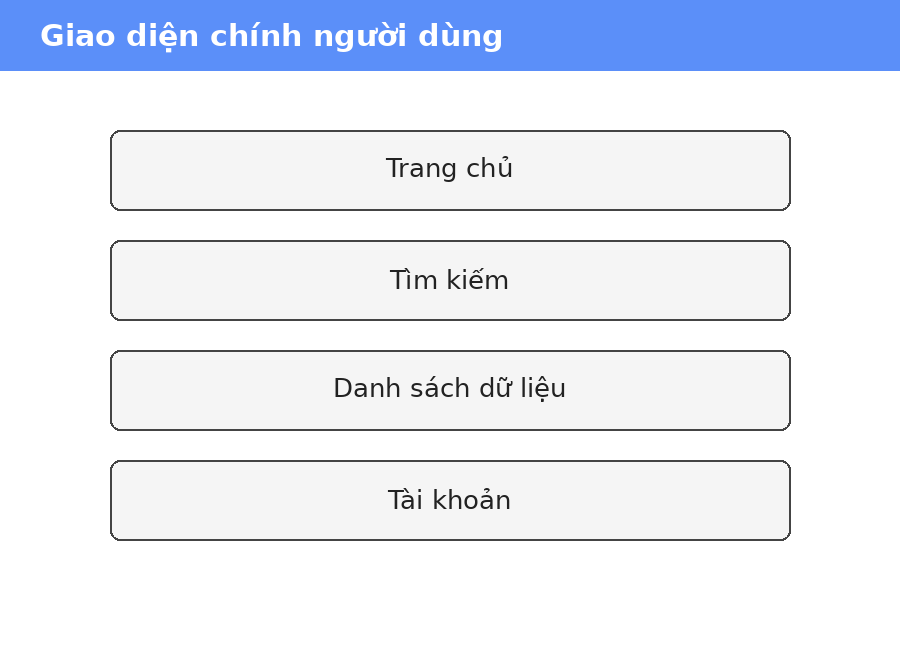 Giao diện chính người dùng
Trang chủ
Tìm kiếm
Danh sách dữ liệu
Tài khoản